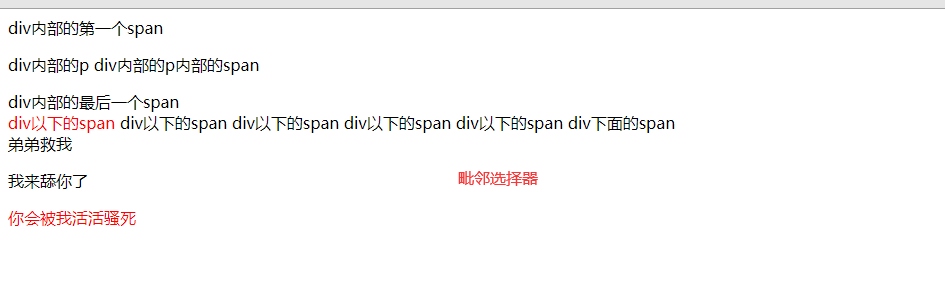 div内部的第一个span
div内部的p div内部的p内部的span
div内部的最后一个span
div以下的span div以下的span div以下的span div以下的span div以下的span div下面的span
弟弟救我
我来舔你了
毗邻选择器
你会被我活活骚死